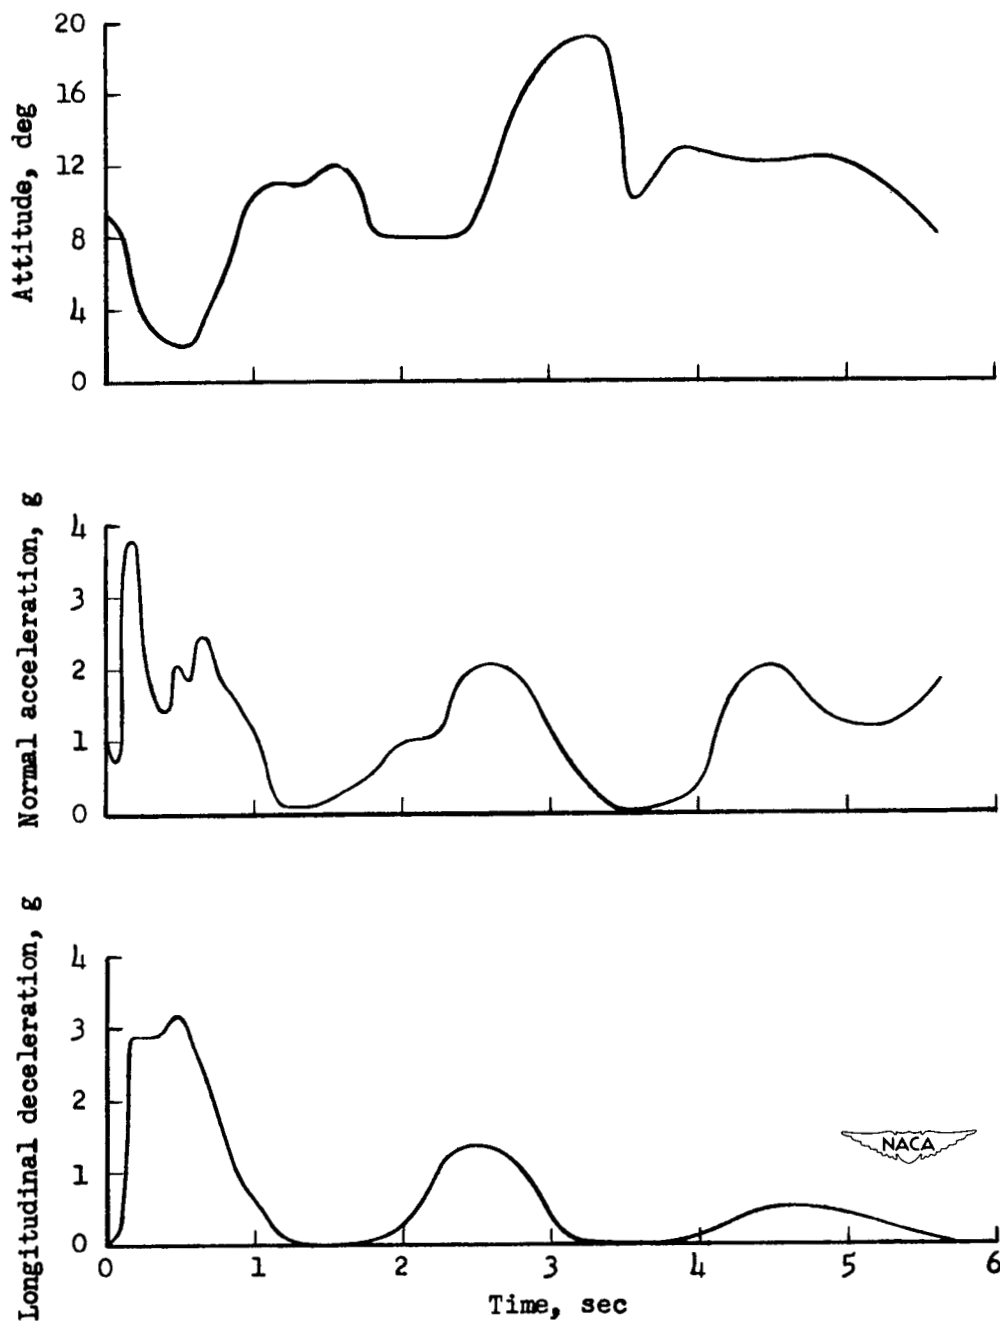 Attitude, deg
20
16
12
8
4
0
Normal acceleration, g
4
3
2
1
0
Longitudinal deceleration, g
4
3
2
1
0
NACA
0 1 2 3 4 5 6
Time, sec